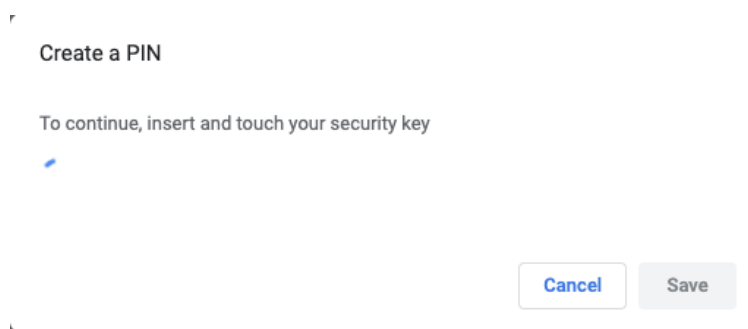 Create a PIN
To continue, insert and touch your security key
Cancel Save